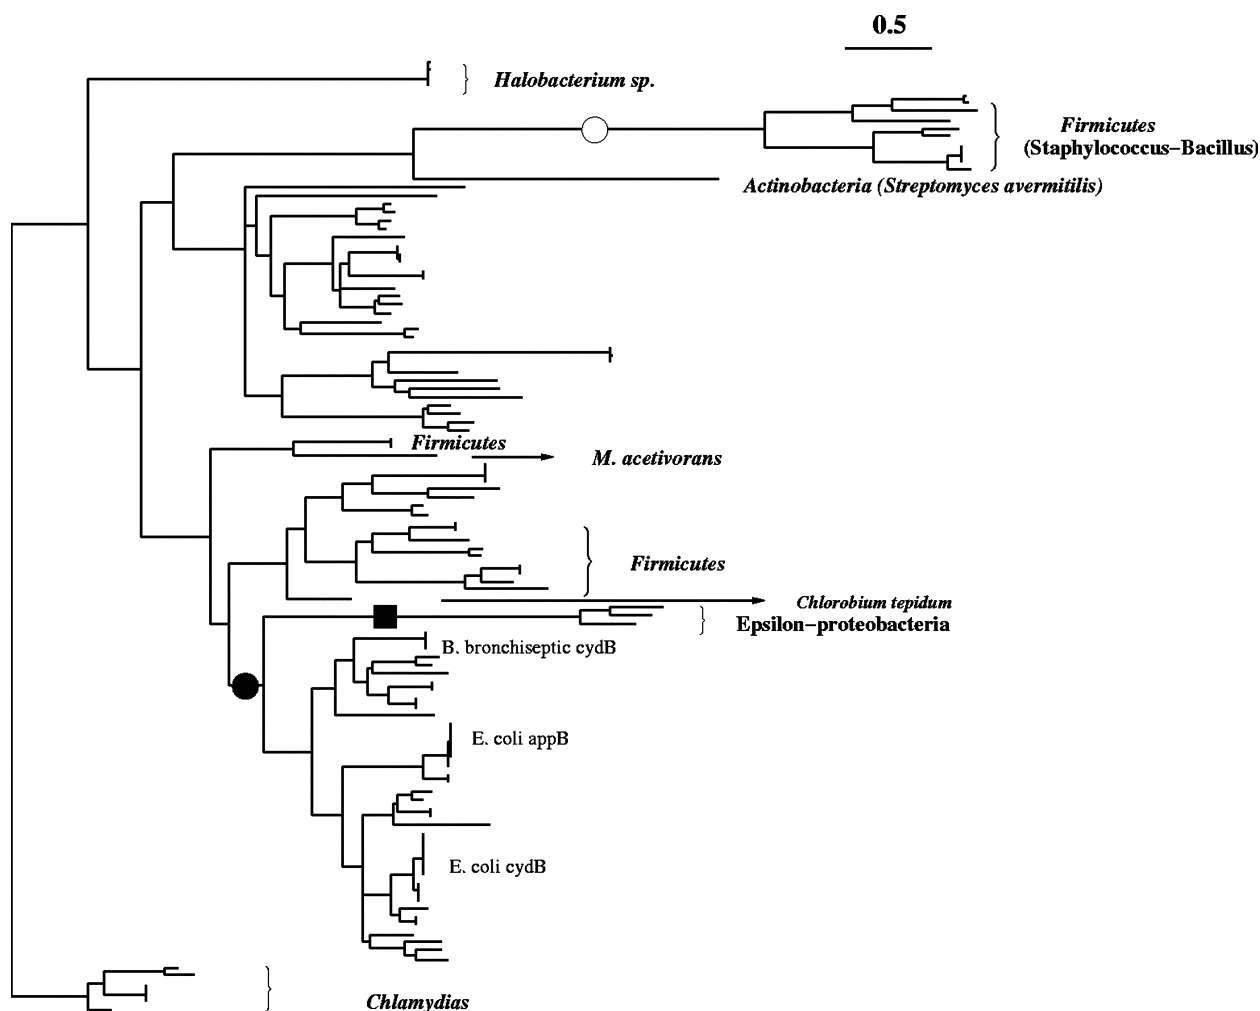 0.5
Halobacterium sp.
Firmicutes
(Staphylococcus−Bacillus)
Actinobacteria (Streptomyces avermitilis)
Firmicutes
M. acetivorans
Firmicutes
Chlorobium tepidum
Epsilon−proteobacteria
B. bronchiseptic cydB
E. coli appB
E. coli cydB
Chlamydias